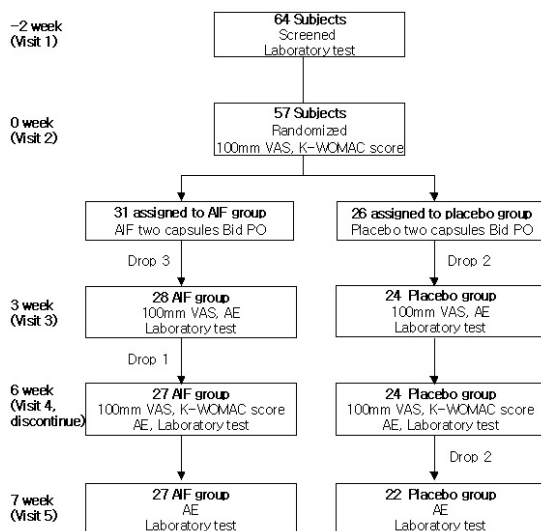 −2 week
(Visit 1)
64 Subjects
Screened
Laboratory test
0 week
(Visit 2)
57 Subjects
Randomized
100mm VAS, K−WOMAC score
31 assigned to AIF group
AIF two capsules Bid PO
26 assigned to placebo group
Placebo two capsules Bid PO
Drop 3
Drop 2
3 week
(Visit 3)
28 AIF group
100mm VAS, AE
Laboratory test
24 Placebo group
100mm VAS, AE
Laboratory test
Drop 1
6 week
(Visit 4,
discontinue)
27 AIF group
100mm VAS, K−WOMAC score
AE, Laboratory test
24 Placebo group
100mm VAS, K−WOMAC score
AE, Laboratory test
Drop 2
7 week
(Visit 5)
27 AIF group
AE
Laboratory test
22 Placebo group
AE
Laboratory test